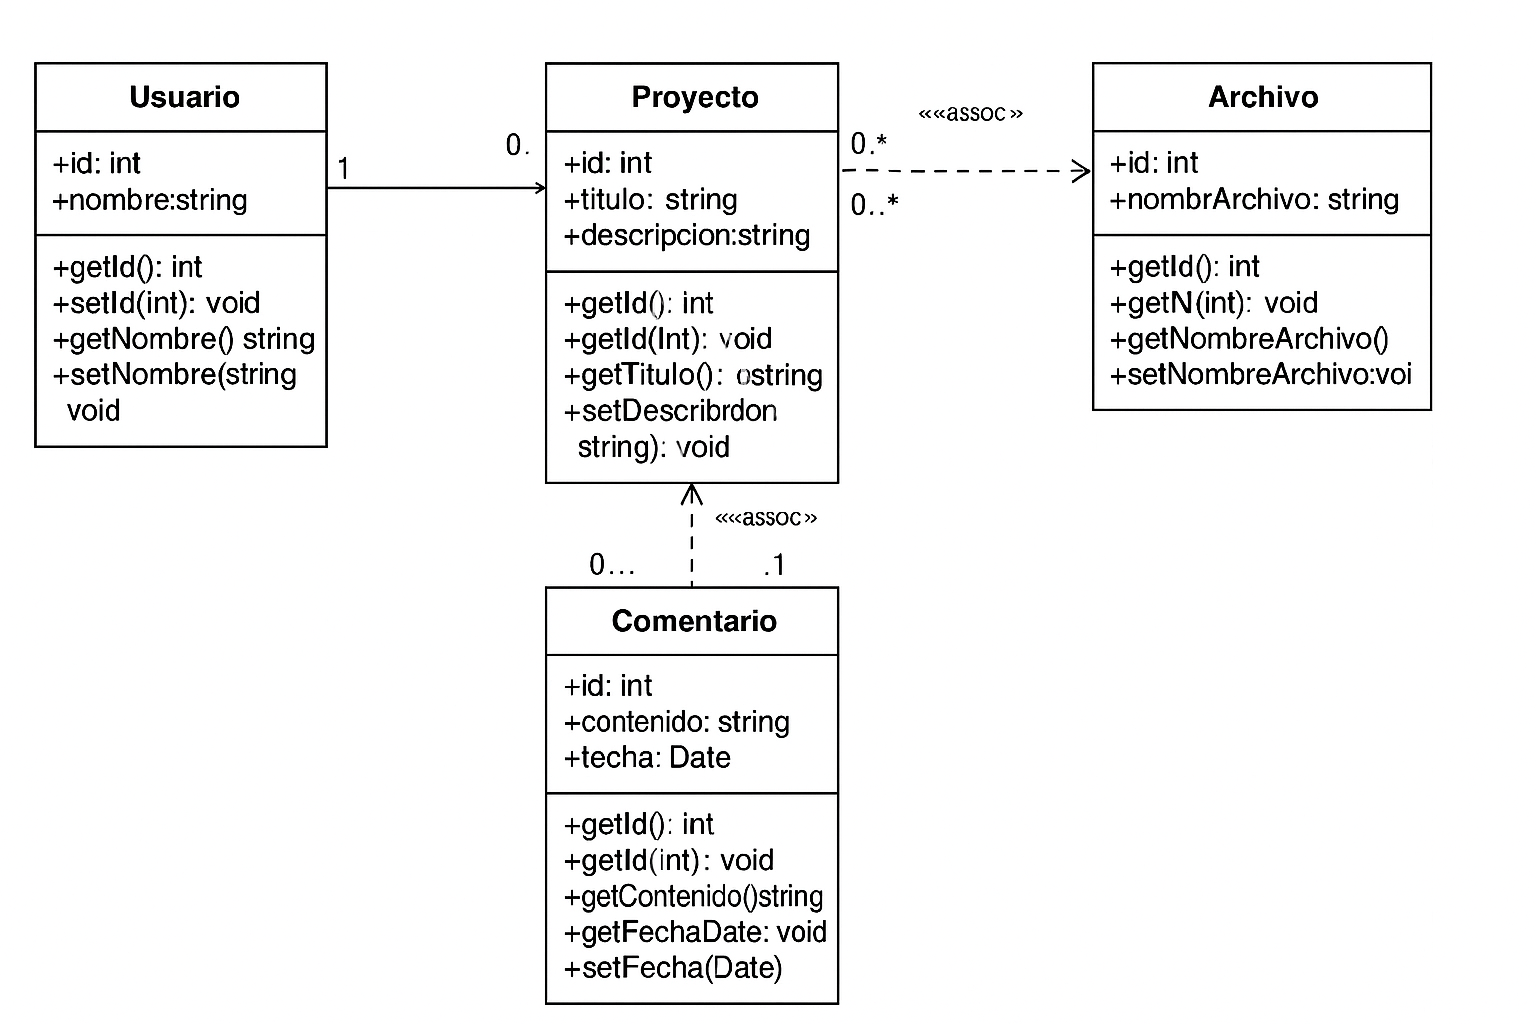 Usuario
+id: int
+nombre:string
+getId(): int
+setId(int): void
+getNombre() string
+setNombre(string
void
1
0.
Proyecto
+id: int
+titulo: string
+descripcion:string
+getId(): int
+getId(Int): void
+getTitulo(): ostring
+setDescribrdon
string): void
0.*
««assoc»
0..*
Archivo
+id: int
+nombrArchivo: string
+getId(): int
+getN(int): void
+getNombreArchivo()
+setNombreArchivo:voi
««assoc»
0...
.1
Comentario
+id: int
+contenido: string
+techa: Date
+getId(): int
+getId(int): void
+getContenido()string
+getFechaDate: void
+setFecha(Date)